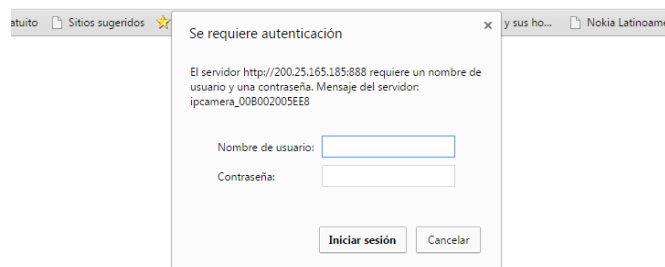 atuito Sitios sugeridos y sus ho... Nokia Latinoame
Se requiere autenticación
El servidor http://200.25.165.185:888 requiere un nombre de
usuario y una contraseña. Mensaje del servidor:
ipcamera_00B002005EE8
Nombre de usuario:
Contraseña:
Iniciar sesión Cancelar